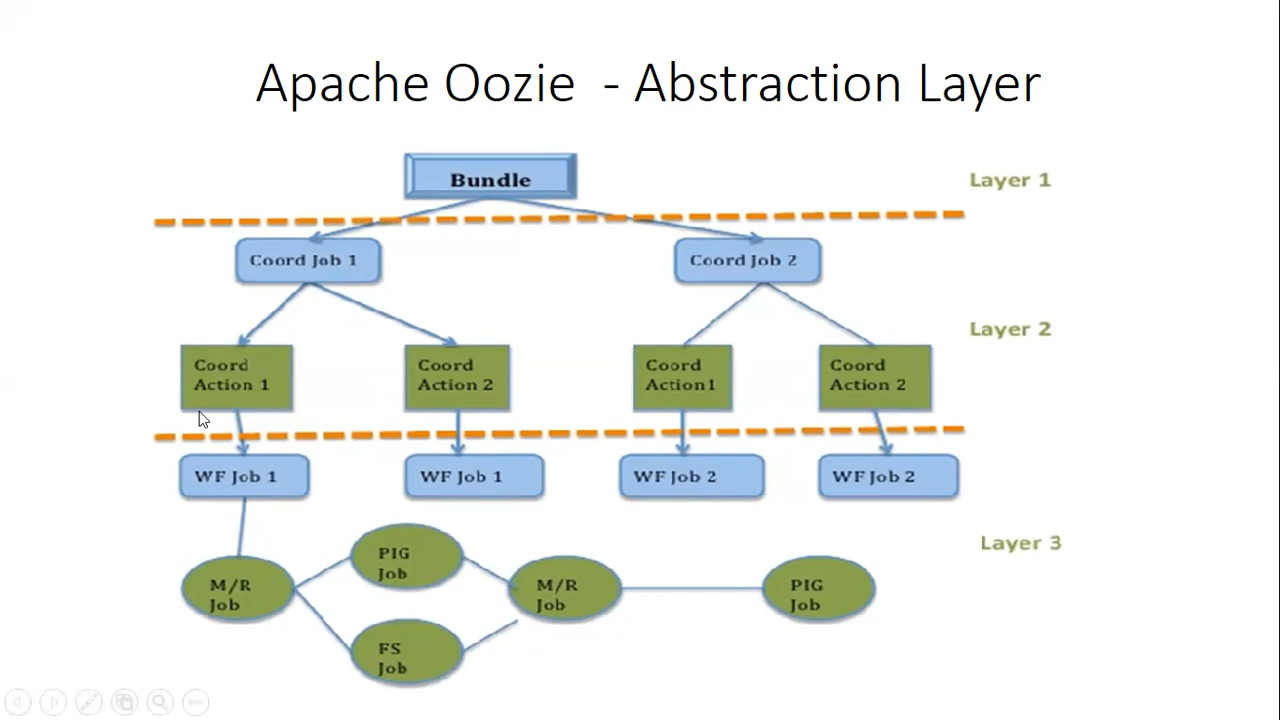 Apache Oozie - Abstraction Layer
Bundle
Layer 1
Coord Job 1
Coord Job 2
Layer 2
Coord
Action 1
Coord
Action 2
Coord
Action1
Coord
Action 2
WF Job 1
WF Job 1
WF Job 2
WF Job 2
Layer 3
M/R
Job
PIG
Job
FS
Job
M/R
Job
PIG
Job